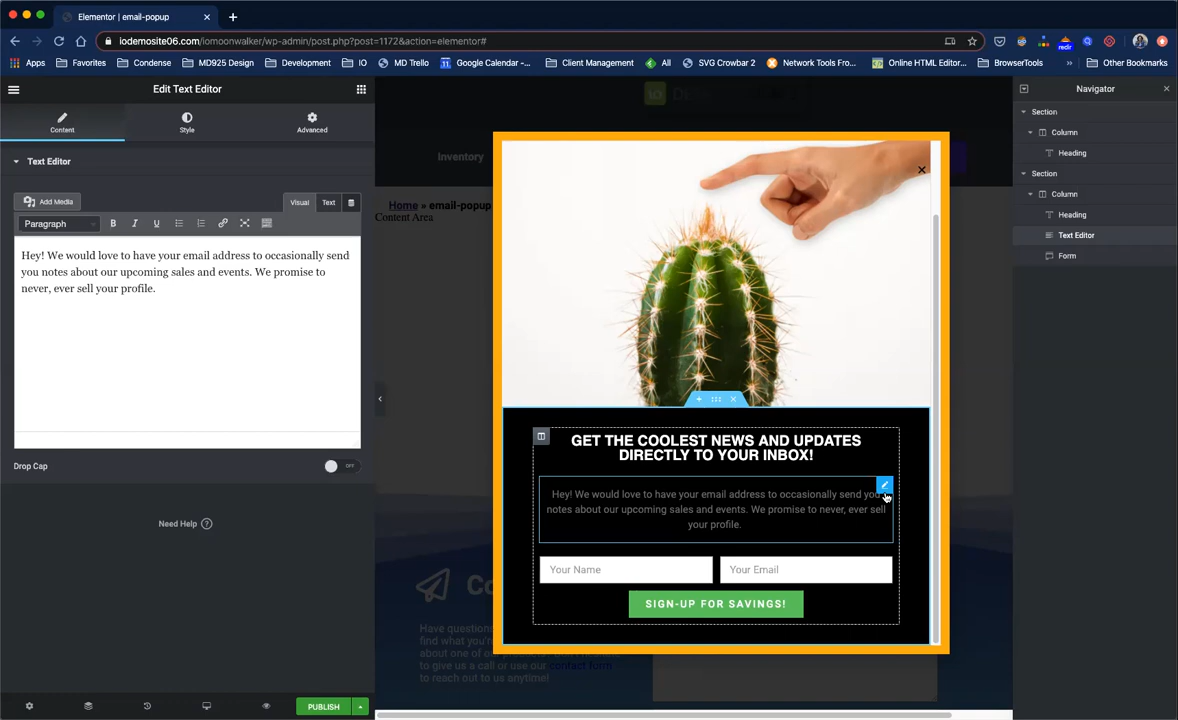 Elementor | email-popup
iodemosite06.com/iomoonwalker/wp-admin/post.php?post=1172&action=elementor#
redir
Apps Favorites Condense MD925 Design Development IO MD Trello Google Calendar -... All SVG Crowbar 2 Client Management Network Tools Fro... Online HTML Editor... BrowserTools » Other Bookmarks
Edit Text Editor
Content Style Advanced
Text Editor
Add Media Visual Text
Paragraph B I U
Hey! We would love to have your email address to occasionally send
you notes about our upcoming sales and events. We promise to
never, ever sell your profile.
Drop Cap OFF
Need Help ?
PUBLISH
Inventory
Home » email-popup
Content Area
GET THE COOLEST NEWS AND UPDATES
DIRECTLY TO YOUR INBOX!
Hey! We would love to have your email address to occasionally send you
notes about our upcoming sales and events. We promise to never, ever sell
your profile.
Your Name Your Email
SIGN-UP FOR SAVINGS!
Have questions
find what you're
about one of our
to give us a call or use our contact form
to reach out to us anytime!
Navigator
Section
Column
Heading
Section
Column
Heading
Text Editor
Form